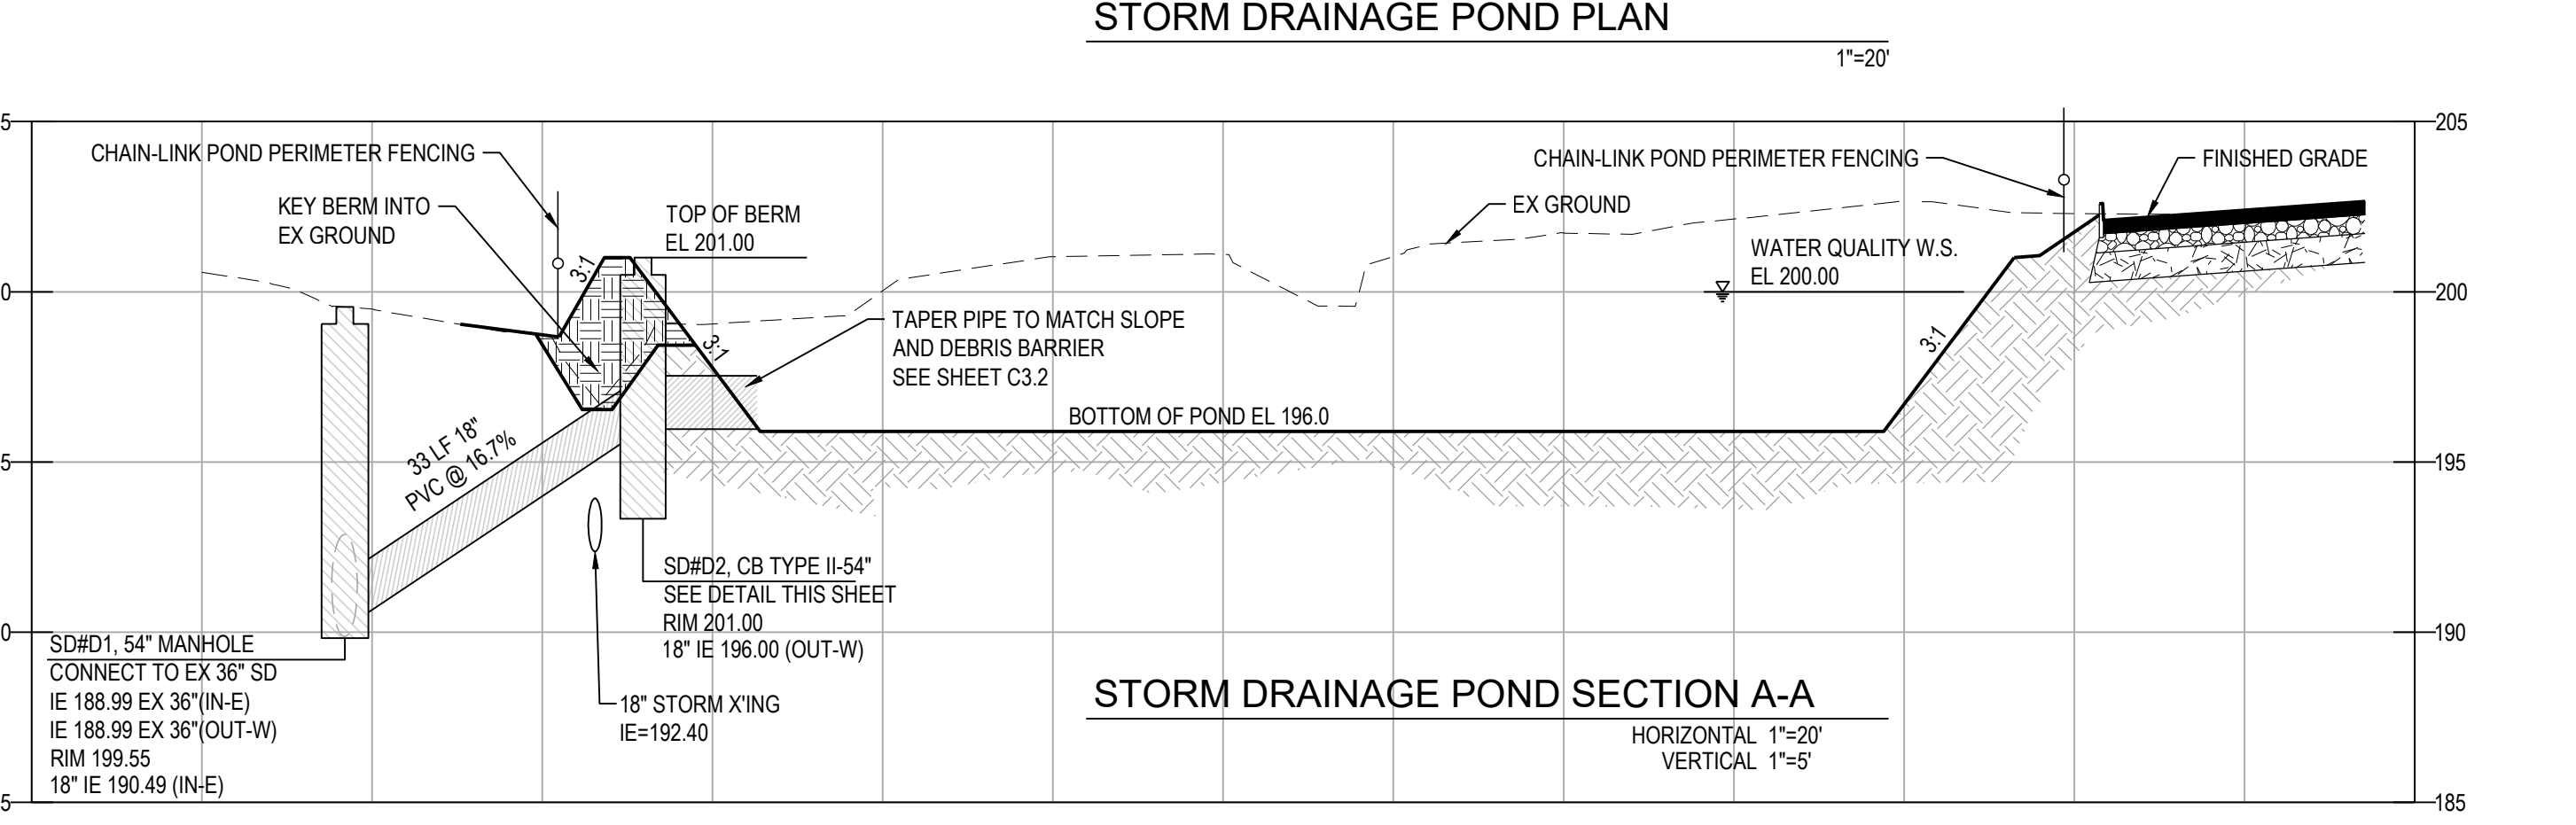 STORM DRAINAGE POND PLAN
1"=20'
5
205
CHAIN-LINK POND PERIMETER FENCING
CHAIN-LINK POND PERIMETER FENCING
FINISHED GRADE
KEY BERM INTO
EX GROUND
TOP OF BERM
EL 201.00
EX GROUND
WATER QUALITY W.S.
EL 200.00
3:1
0
200
TAPER PIPE TO MATCH SLOPE
AND DEBRIS BARRIER
SEE SHEET C3.2
3:1
3:1
BOTTOM OF POND EL 196.0
33 LF 18"
PVC @ 16.7%
5
195
SD#D2, CB TYPE II-54"
SEE DETAIL THIS SHEET
RIM 201.00
18" IE 196.00 (OUT-W)
0
190
SD#D1, 54" MANHOLE
CONNECT TO EX 36" SD
IE 188.99 EX 36"(IN-E)
IE 188.99 EX 36"(OUT-W)
RIM 199.55
18" IE 190.49 (IN-E)
18" STORM X'ING
IE=192.40
STORM DRAINAGE POND SECTION A-A
HORIZONTAL 1"=20'
VERTICAL 1"=5'
5
185